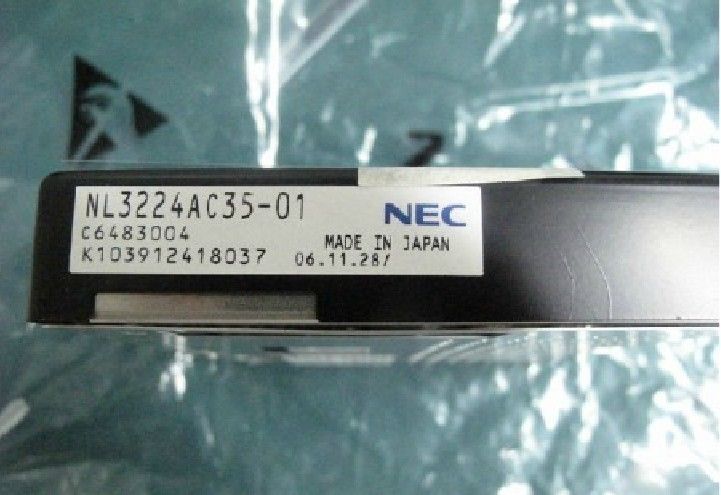 NL3224AC35-01
NEC
C6483004
MADE IN JAPAN
K103912418037
06.11.28/